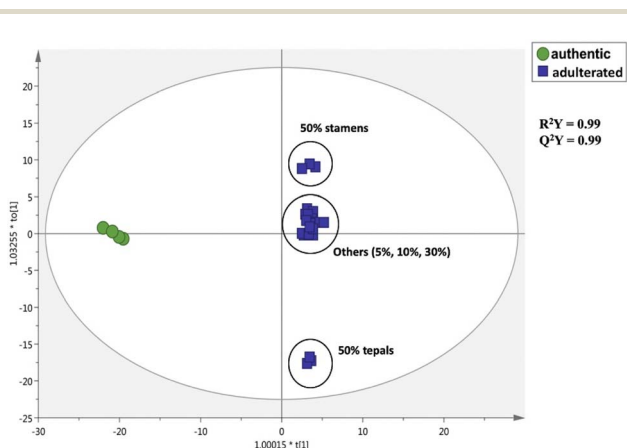 authentic
adulterated
R²Y = 0.99
Q²Y = 0.99
50% stamens
Others (5%, 10%, 30%)
50% tepals
1.03255 * to[1]
20
15
10
5
0
-5
-10
-15
-20
-25
-30 -20 -10 0 10 20
1.00015 * t[1]